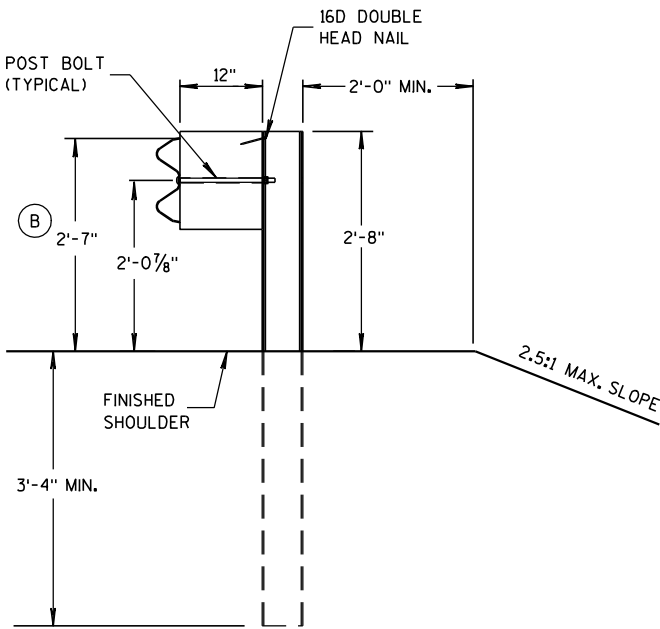 16D DOUBLE
HEAD NAIL
POST BOLT
(TYPICAL)
12"
2'-0" MIN.
B
2'-7"
2'-0⅞"
2'-8"
2.5:1 MAX. SLOPE
FINISHED
SHOULDER
3'-4" MIN.